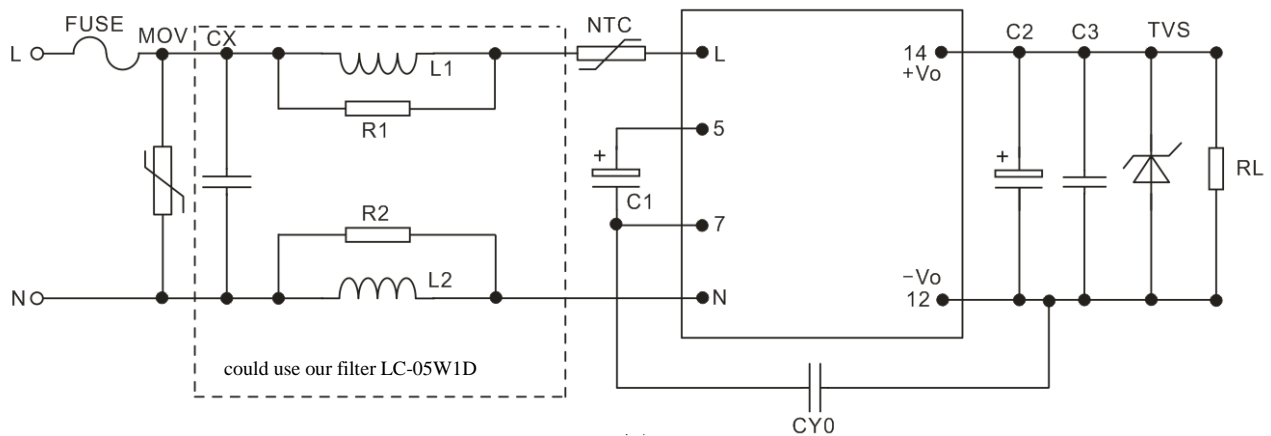 FUSE
MOV
CX
NTC
L
L1
R1
L
5
+
C1
7
R2
L2
N
N
could use our filter LC-05W1D
CY0
14
+Vo
C2
C3
TVS
+
RL
−Vo
12